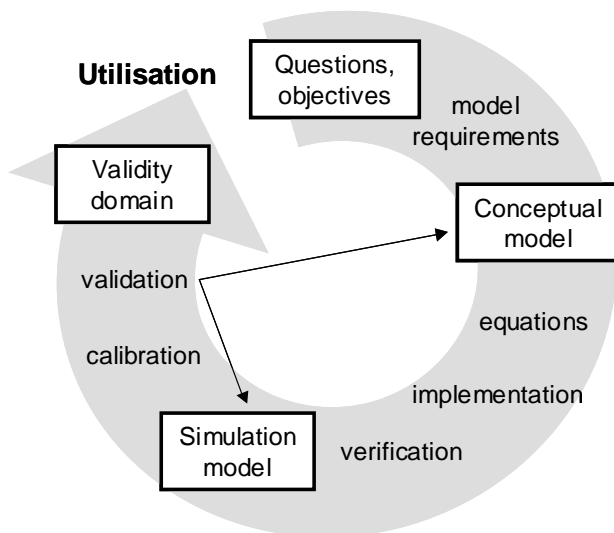 Utilisation
Questions,
objectives
model
requirements
Conceptual
model
equations
implementation
verification
Simulation
model
calibration
validation
Validity
domain